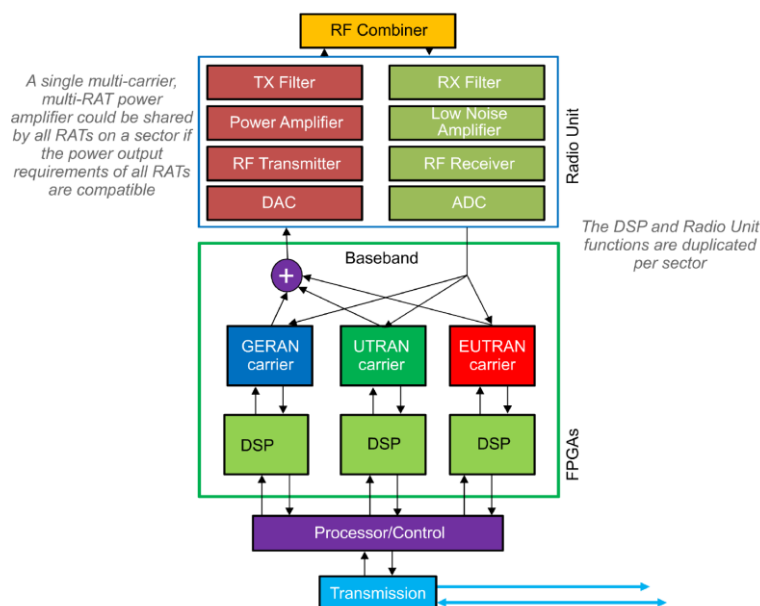 RF Combiner
A single multi-carrier,
multi-RAT power
amplifier could be shared
by all RATs on a sector if
the power output
requirements of all RATs
are compatible
TX Filter
RX Filter
Power Amplifier
Low Noise
Amplifier
RF Transmitter
RF Receiver
DAC
ADC
Radio Unit
The DSP and Radio Unit
functions are duplicated
per sector
Baseband
+
GERAN
carrier
UTRAN
carrier
EUTRAN
carrier
DSP
DSP
DSP
FPGAs
Processor/Control
Transmission